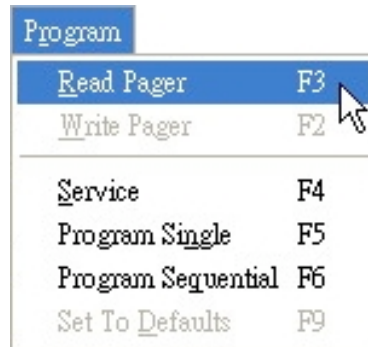 Program
Read Pager F3
Write Pager F2
Service F4
Program Single F5
Program Sequential F6
Set To Defaults F9